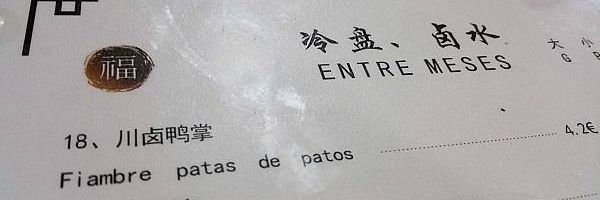 福
冷盘、卤水 大 小
ENTRE MESES G P
18、川卤鸭掌
Fiambre patas de patos 4.2€